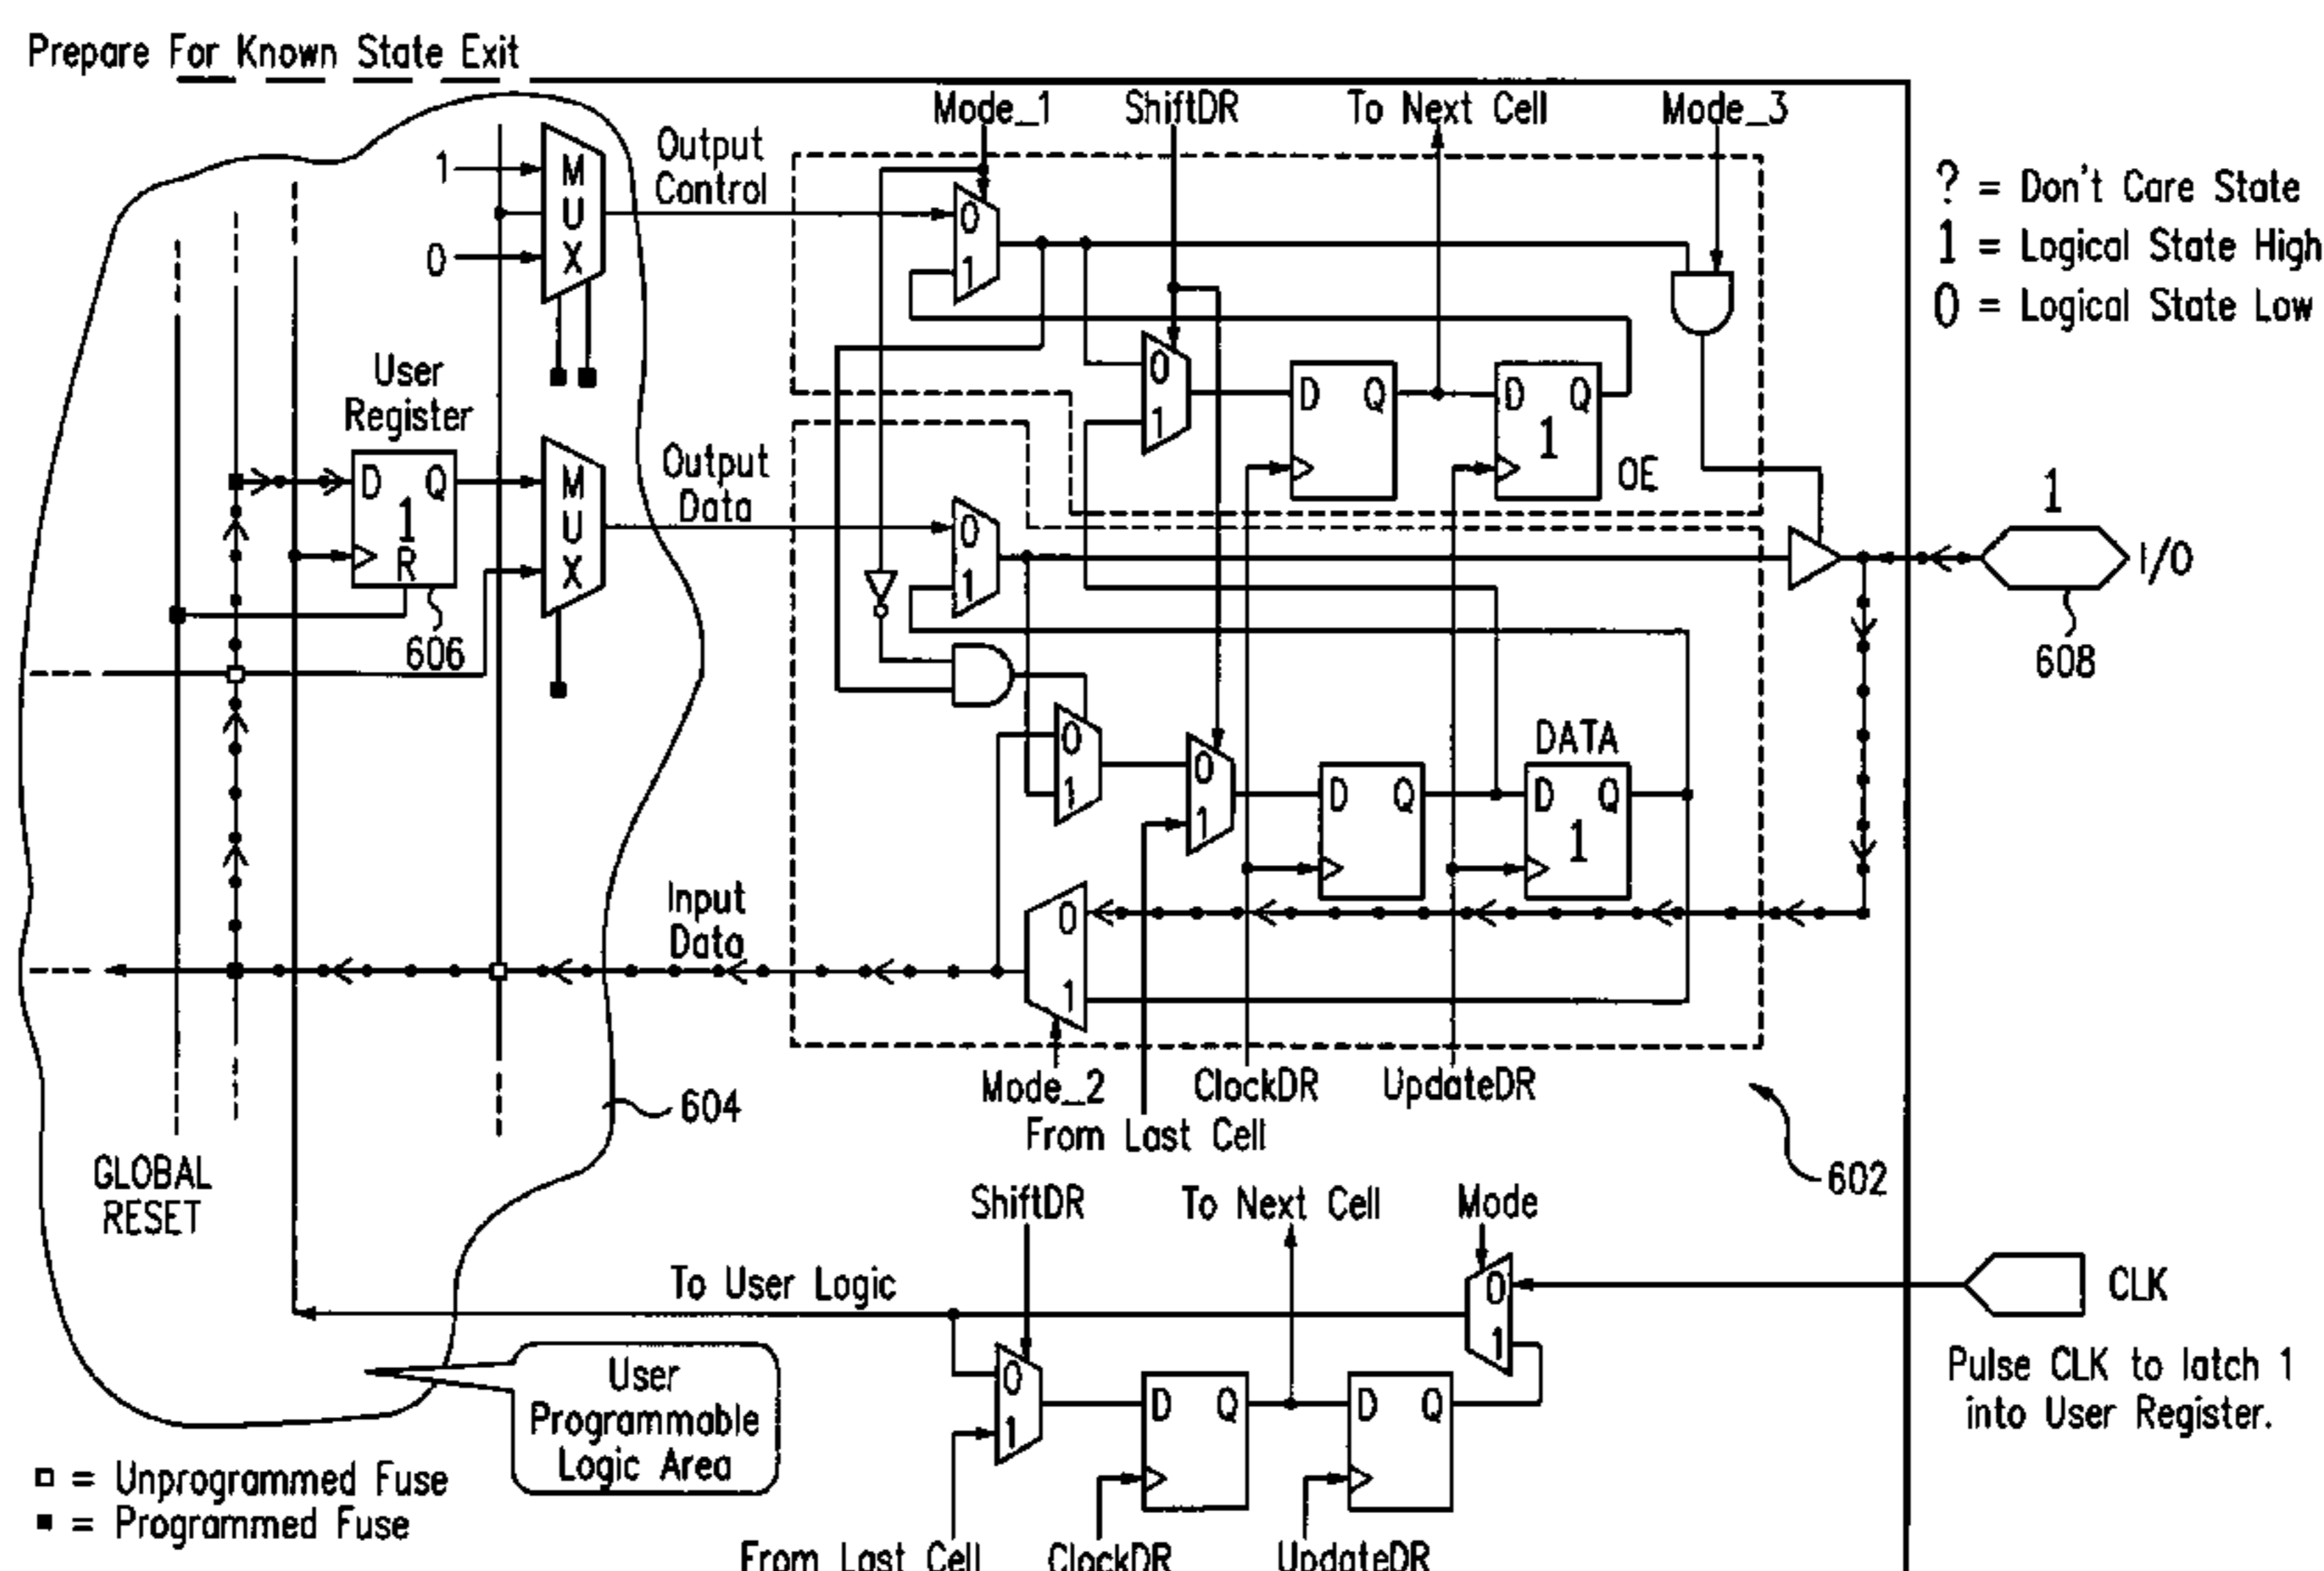 Prepare For Known State Exit
Mode_1
ShiftDR
To Next Cell
Mode_3
? = Don't Care State
1 = Logical State High
0 = Logical State Low
1
0
M
U
X
Output
Control
0
1
User
Register
D Q
1
R
606
M
U
X
Output
Data
0
1
0
1
D Q
D Q
1
OE
1
I/O
608
0
1
0
1
D Q
DATA
D Q
1
Input
Data
0
1
Mode_2
ClockDR
UpdateDR
From Last Cell
604
602
GLOBAL
RESET
ShiftDR
To Next Cell
Mode
To User Logic
0
1
CLK
Pulse CLK to latch 1
into User Register.
0
1
D Q
D Q
User
Programmable
Logic Area
= Unprogrammed Fuse
= Programmed Fuse
From Last Cell
ClockDR
UpdateDR